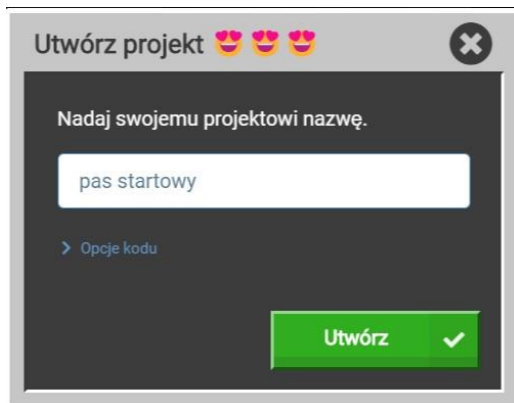 Utwórz projekt 😍 😍 😍
Nadaj swojemu projektowi nazwę.
pas startowy
Opcje kodu
Utwórz